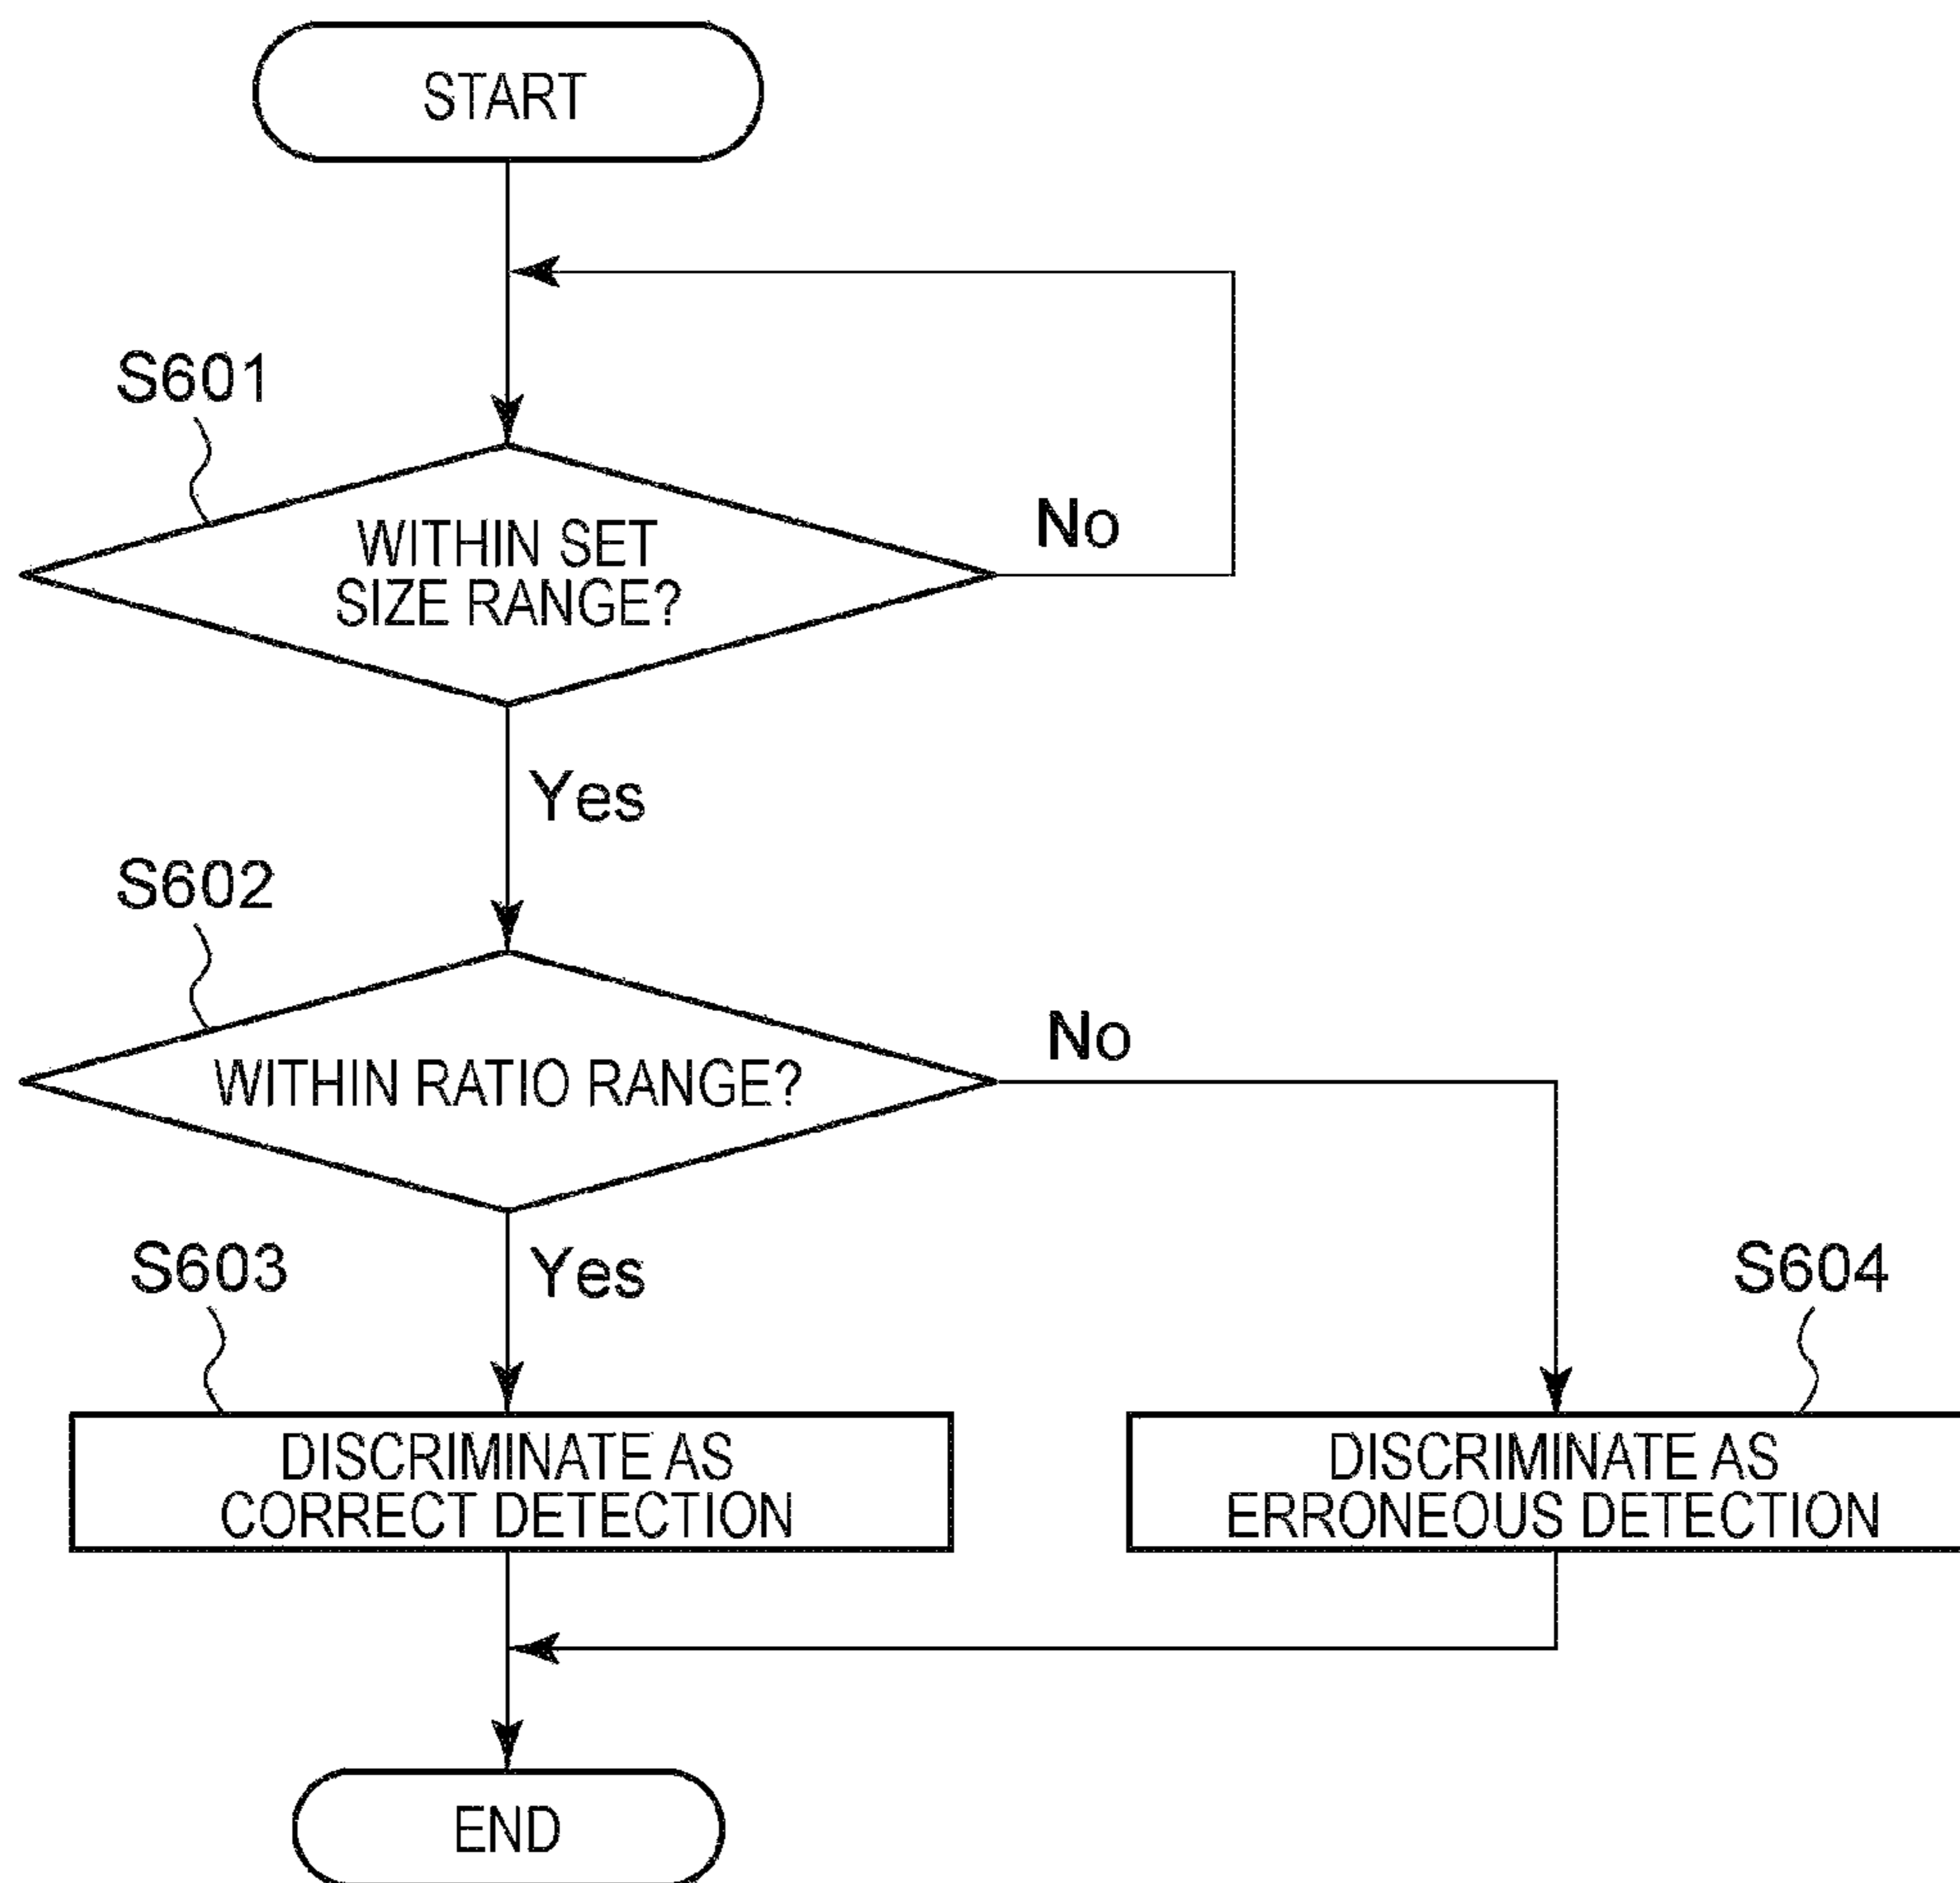 START
S601
WITHIN SET
SIZE RANGE?
No
Yes
S602
WITHIN RATIO RANGE?
No
S603
Yes
S604
DISCRIMINATE AS
CORRECT DETECTION
DISCRIMINATE AS
ERRONEOUS DETECTION
END